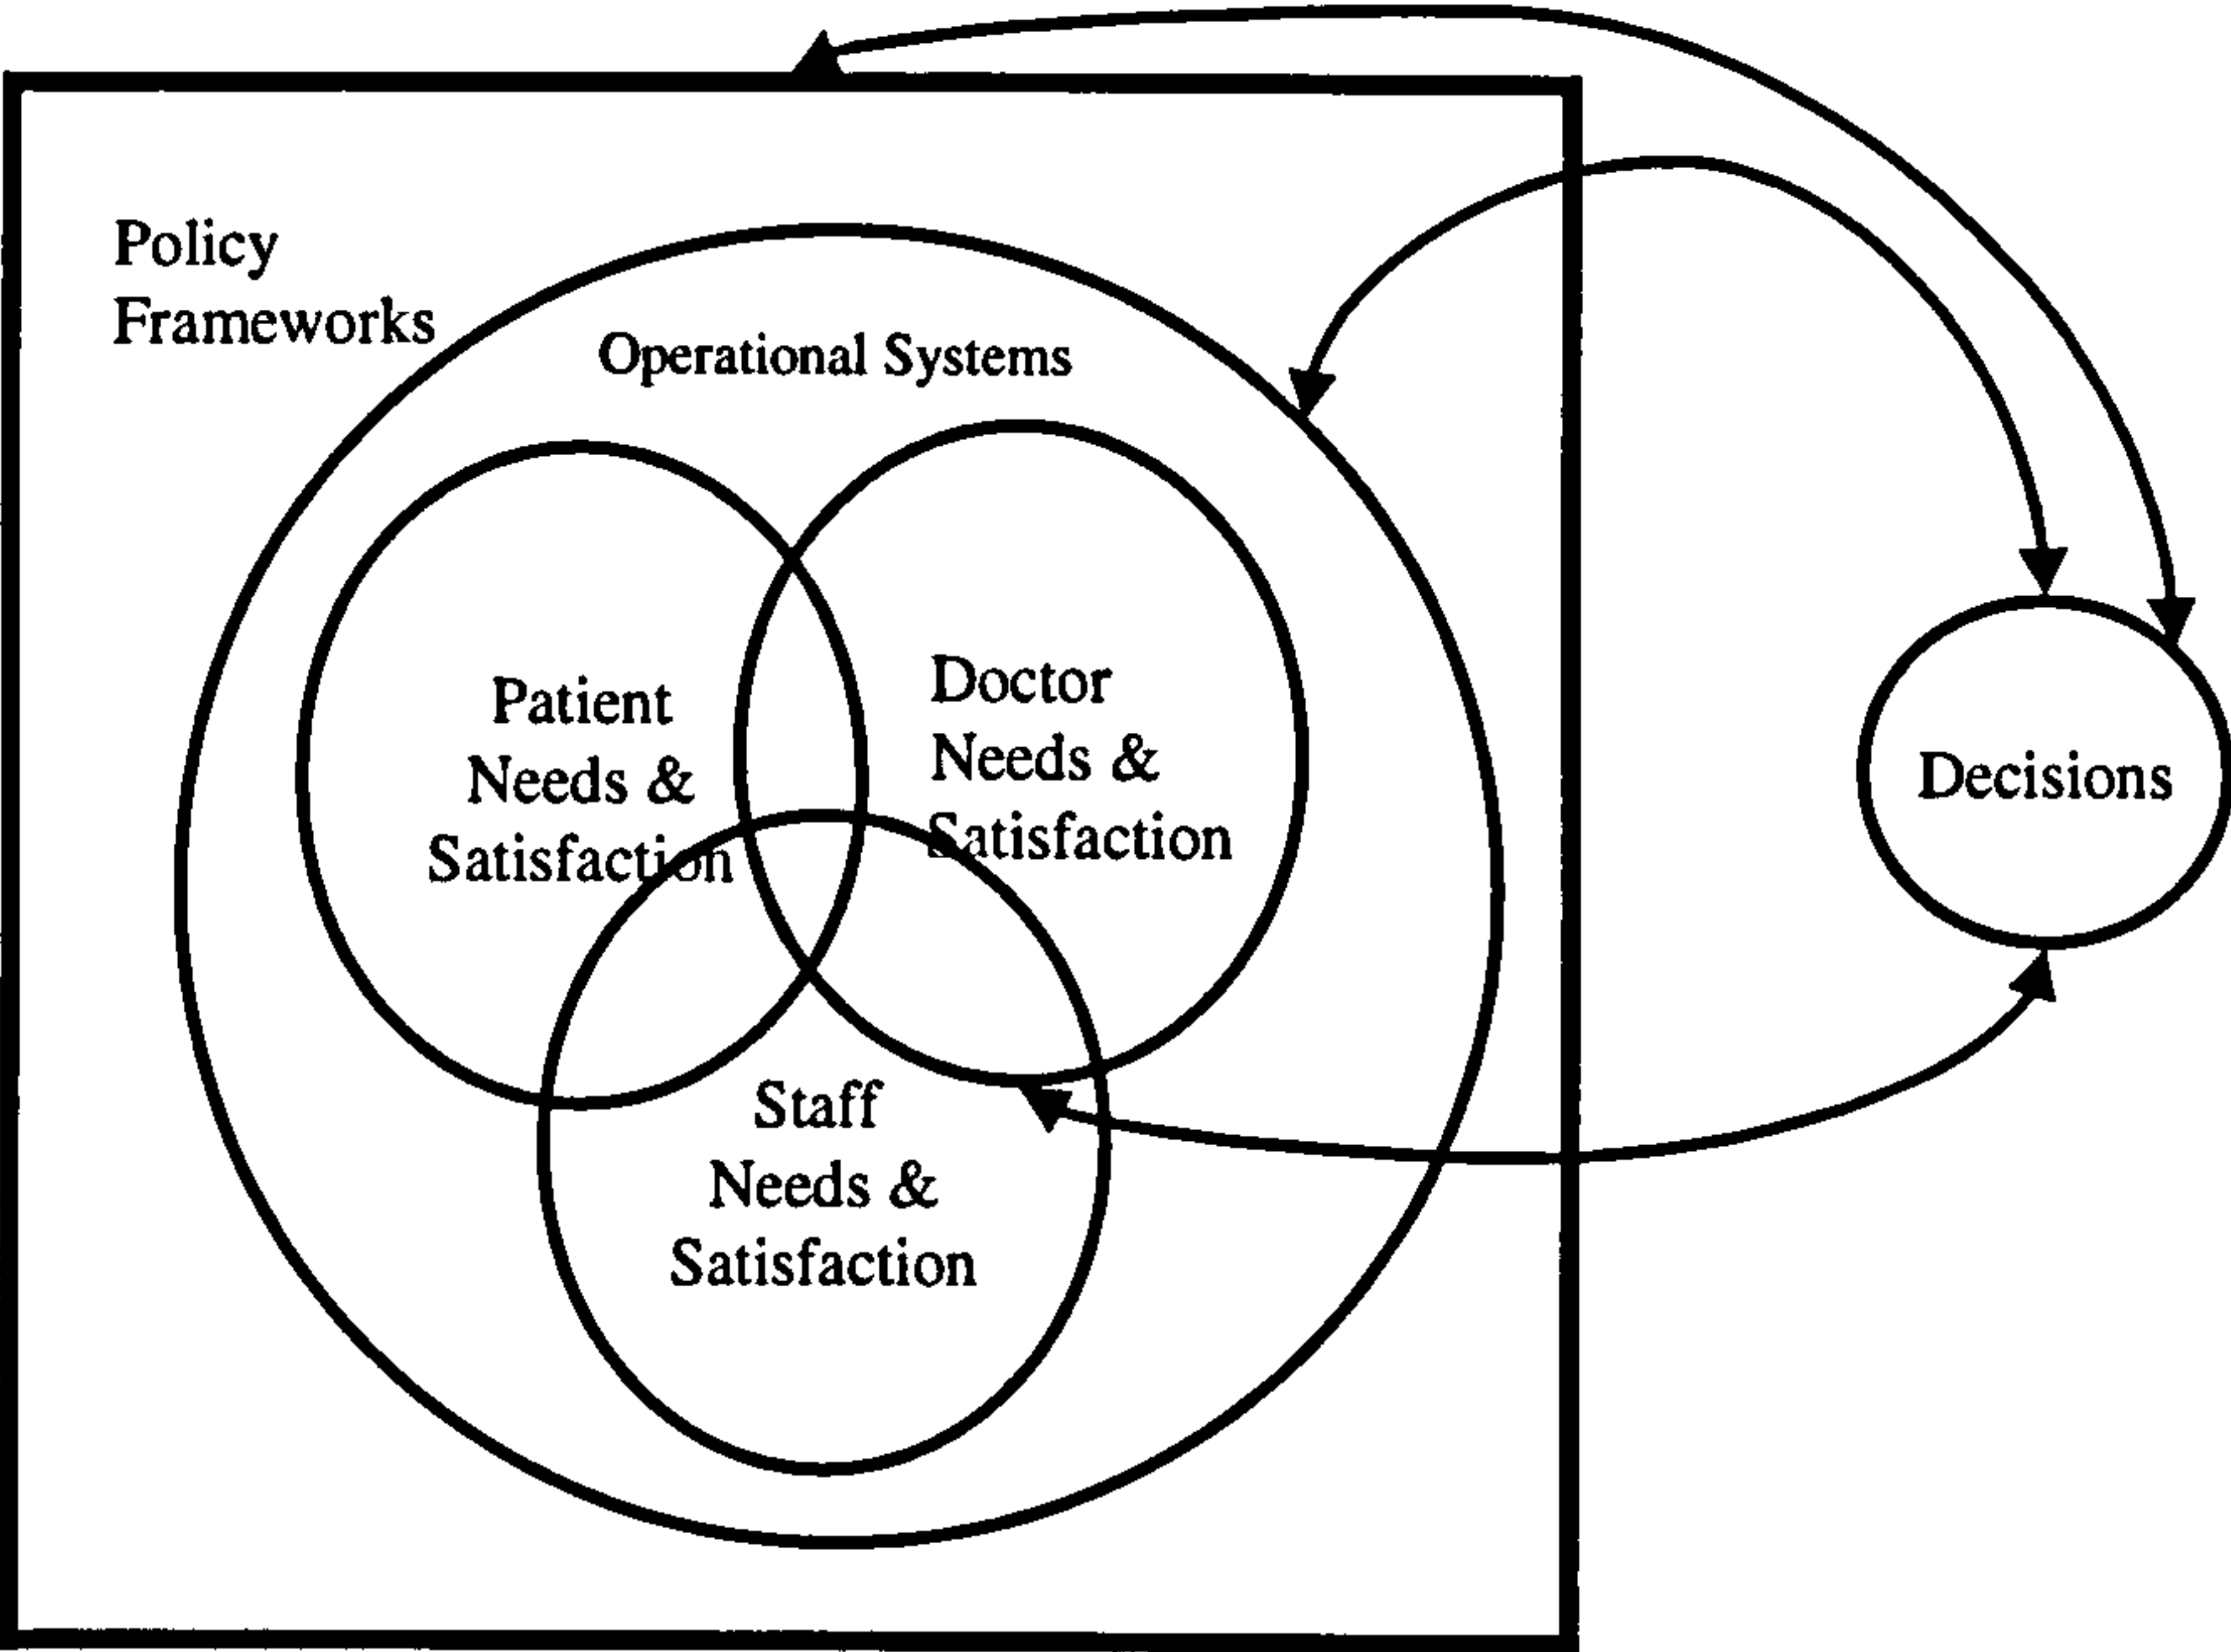 Policy
Frameworks
Operational Systems
Patient
Needs &
Satisfaction
Doctor
Needs &
Satisfaction
Decisions
Staff
Needs &
Satisfaction